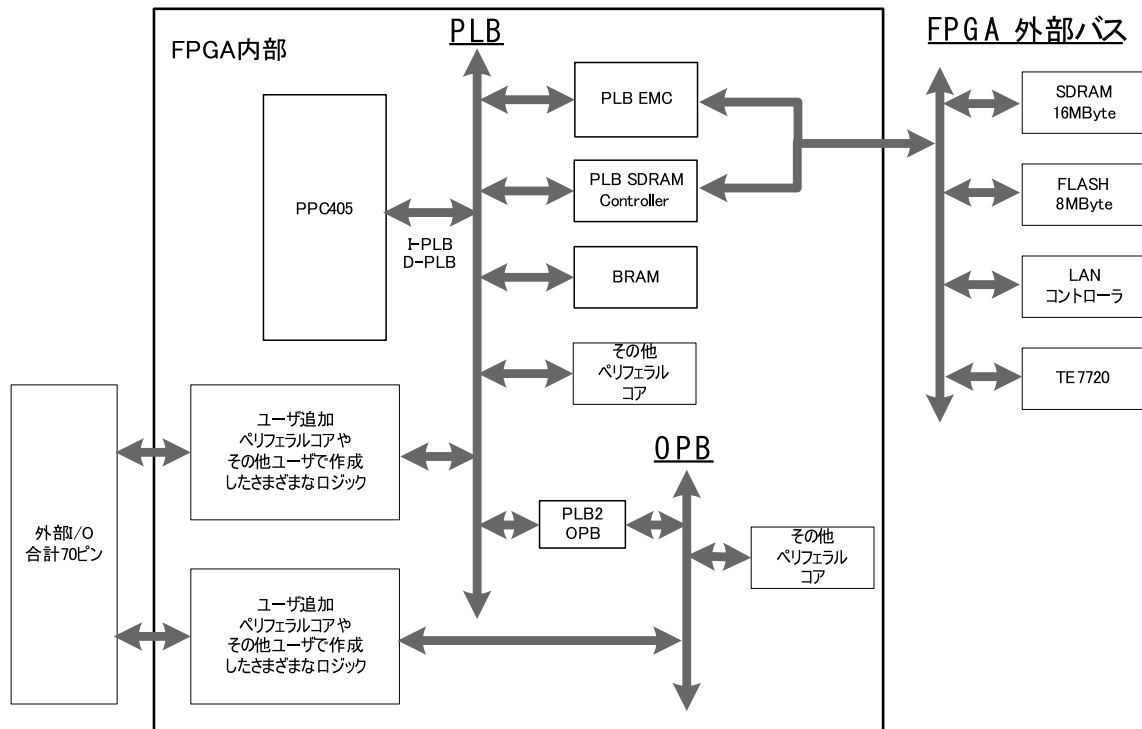 FPGA内部
PLB
FPGA 外部バス
PLB EMC
SDRAM
16MByte
PPC405
I-PLB
D-PLB
PLB SDRAM
Controller
FLASH
8MByte
BRAM
LAN
コントローラ
その他
ペリフェラル
コア
TE7720
外部I/O
合計70ピン
ユーザ追加
ペリフェラルコアや
その他ユーザで作成
したさまざまなロジック
OPB
PLB2
OPB
その他
ペリフェラル
コア
ユーザ追加
ペリフェラルコアや
その他ユーザで作成
したさまざまなロジック